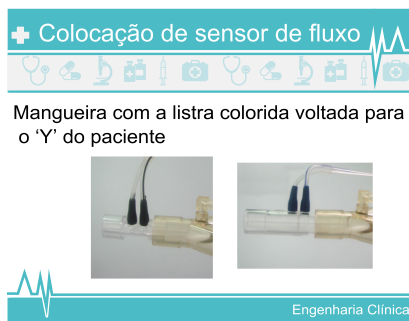 Colocação de sensor de fluxo
Mangueira com a listra colorida voltada para
o ‘Y’ do paciente
Engenharia Clínica